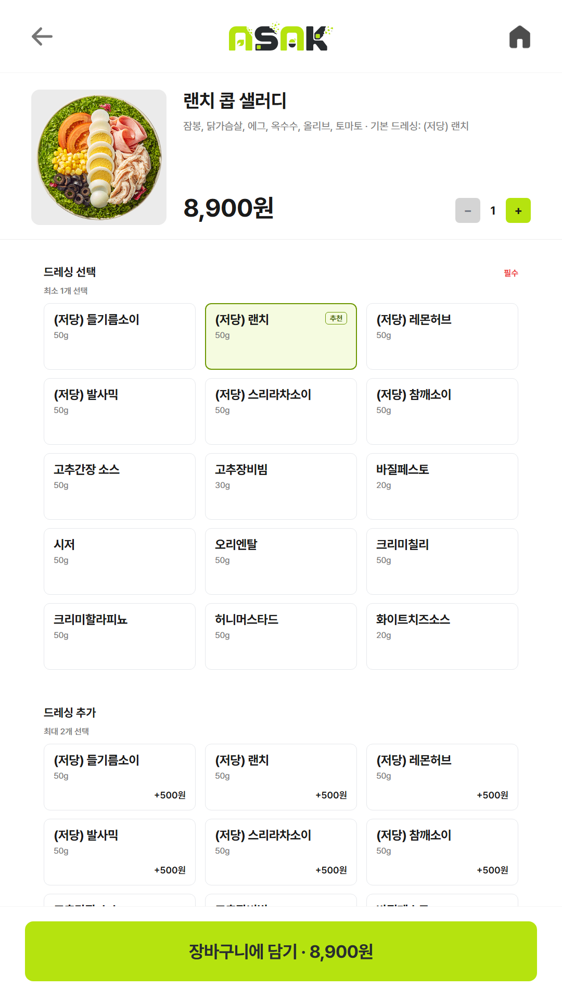 ASAK
랜치 콥 샐러디
잠봉, 닭가슴살, 에그, 옥수수, 올리브, 토마토 · 기본 드레싱: (저당) 랜치
8,900원
− 1 +
드레싱 선택 필수
최소 1개 선택
(저당) 들기름소이
50g
(저당) 랜치 추천
50g
(저당) 레몬허브
50g
(저당) 발사믹
50g
(저당) 스리라차소이
50g
(저당) 참깨소이
50g
고추간장 소스
50g
고추장비빔
30g
바질페스토
20g
시저
50g
오리엔탈
50g
크리미칠리
50g
크리미할라피뇨
50g
허니머스타드
50g
화이트치즈소스
20g
드레싱 추가
최대 2개 선택
(저당) 들기름소이
50g
+500원
(저당) 랜치
50g
+500원
(저당) 레몬허브
50g
+500원
(저당) 발사믹
50g
+500원
(저당) 스리라차소이
50g
+500원
(저당) 참깨소이
50g
+500원
장바구니에 담기 · 8,900원